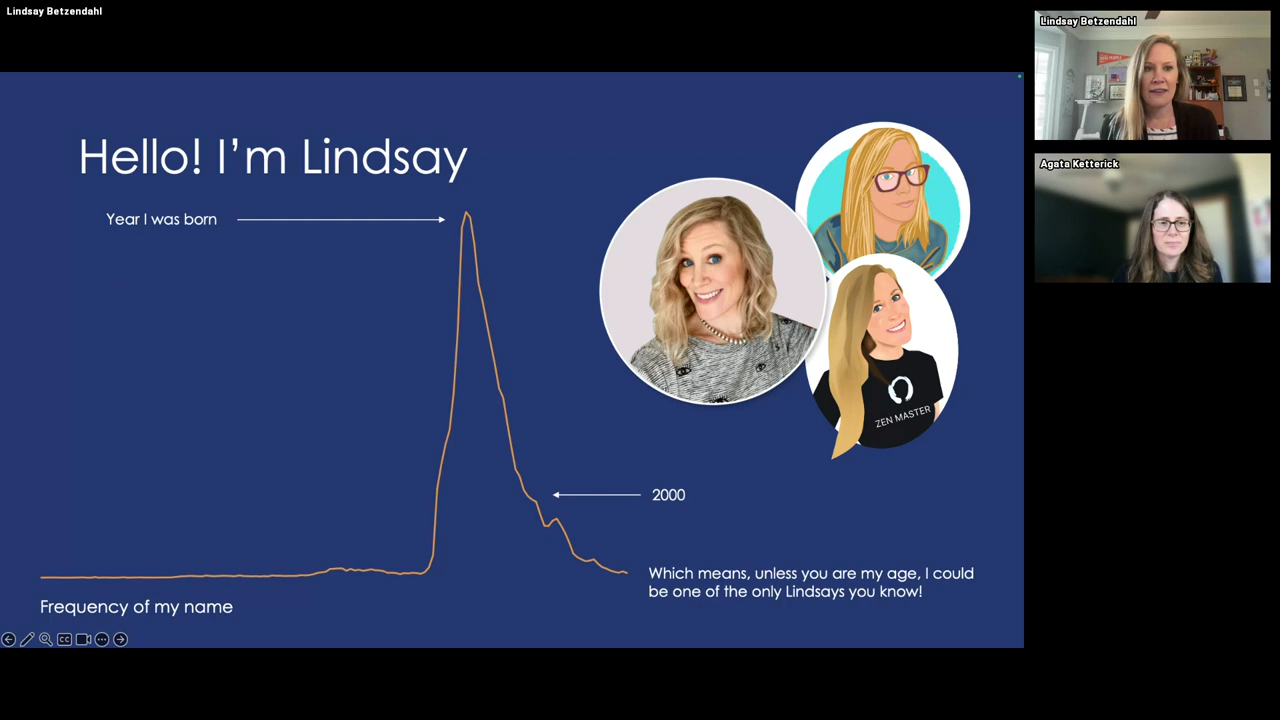 Lindsay Betzendahl
Hello! I’m Lindsay
Year I was born
ZEN MASTER
2000
Which means, unless you are my age, I could
be one of the only Lindsays you know!
Frequency of my name
CC
Lindsay Betzendahl
Agata Ketterick